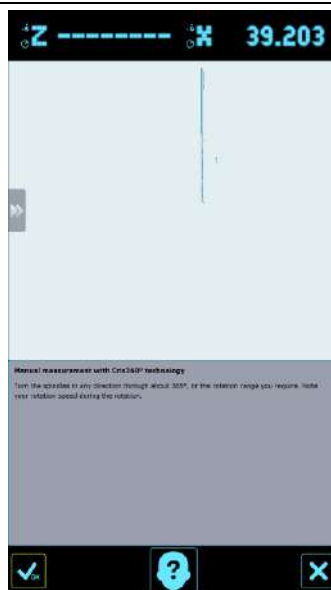 Z -------- X 39.203
Manual measurement with Cris360° technology
Turn the spindles in any direction through about 360°, or the rotation range you require. Note
your rotation speed during the rotation.
OK ?